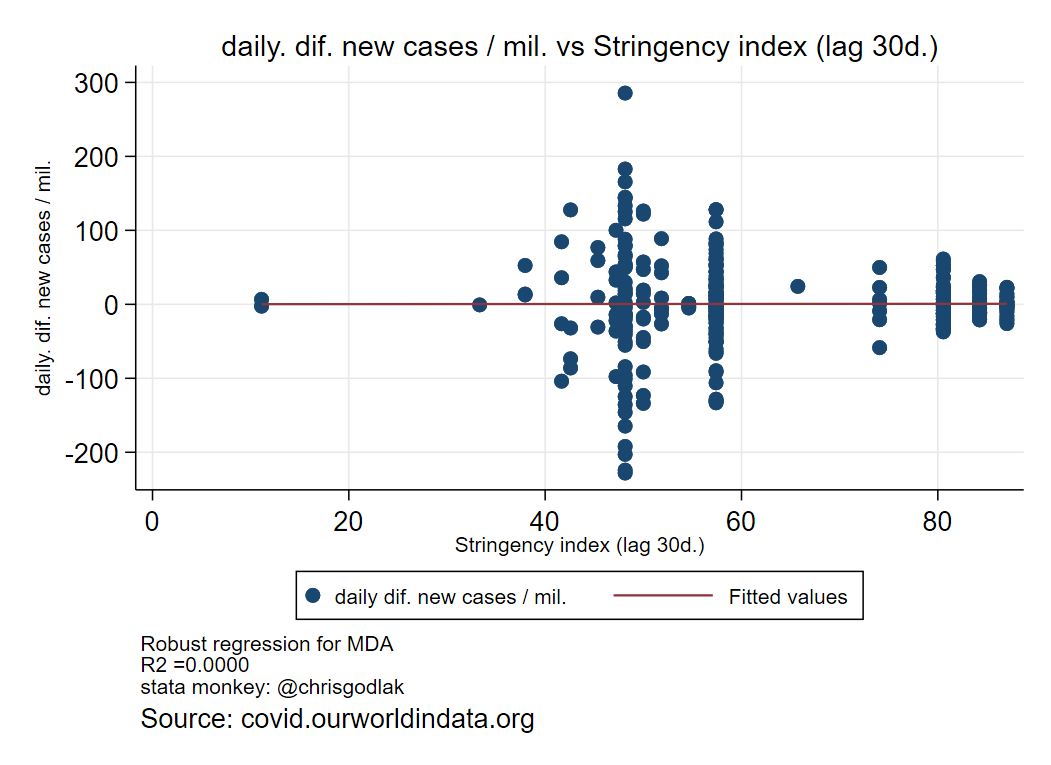 daily. dif. new cases / mil. vs Stringency index (lag 30d.)
daily. dif. new cases / mil.
300
200
100
0
-100
-200
0 20 40 60 80
Stringency index (lag 30d.)
daily dif. new cases / mil. Fitted values
Robust regression for MDA
R2 =0.0000
stata monkey: @chrisgodlak
Source: covid.ourworldindata.org